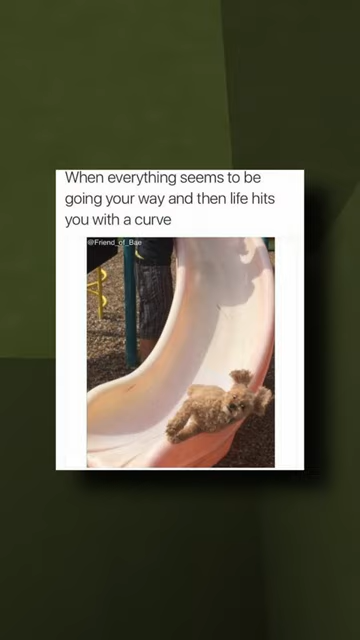 When everything seems to be
going your way and then life hits
you with a curve
@Friend_of_Bae